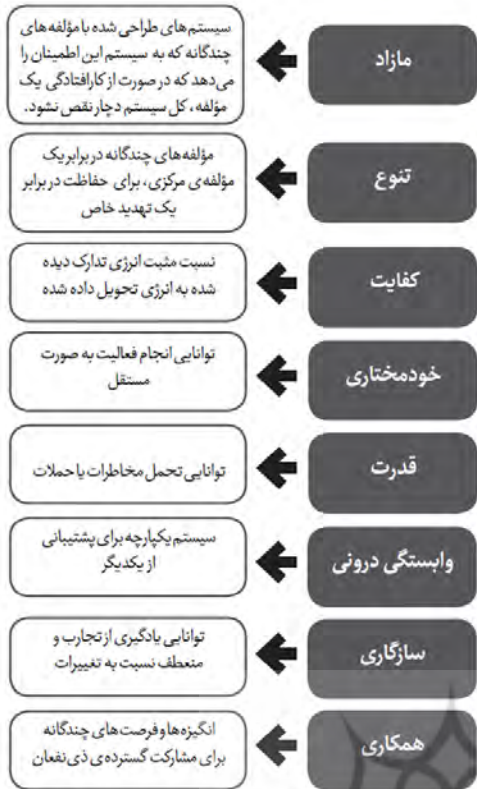 مازاد
سیستم‌های طراحی شده با مؤلفه‌های
چندگانه که به سیستم این اطمینان را
می‌دهد که در صورت از کارافتادگی یک
مؤلفه، کل سیستم دچار نقص نشود.
تنوع
مؤلفه‌های چندگانه در برابر یک
مؤلفه‌ی مرکزی، برای حفاظت در برابر
یک تهدید خاص
کفایت
نسبت مثبت انرژی تدارک دیده
شده به انرژی تحویل داده شده
خودمختاری
توانایی انجام فعالیت به صورت
مستقل
قدرت
توانایی تحمل مخاطرات یا حملات
وابستگی درونی
سیستم یکپارچه برای پشتیبانی
از یکدیگر
سازگاری
توانایی یادگیری از تجارب و
منعطف نسبت به تغییرات
همکاری
انگیزه‌ها و فرصت‌های چندگانه
برای مشارکت گسترده‌ی ذی‌نفعان